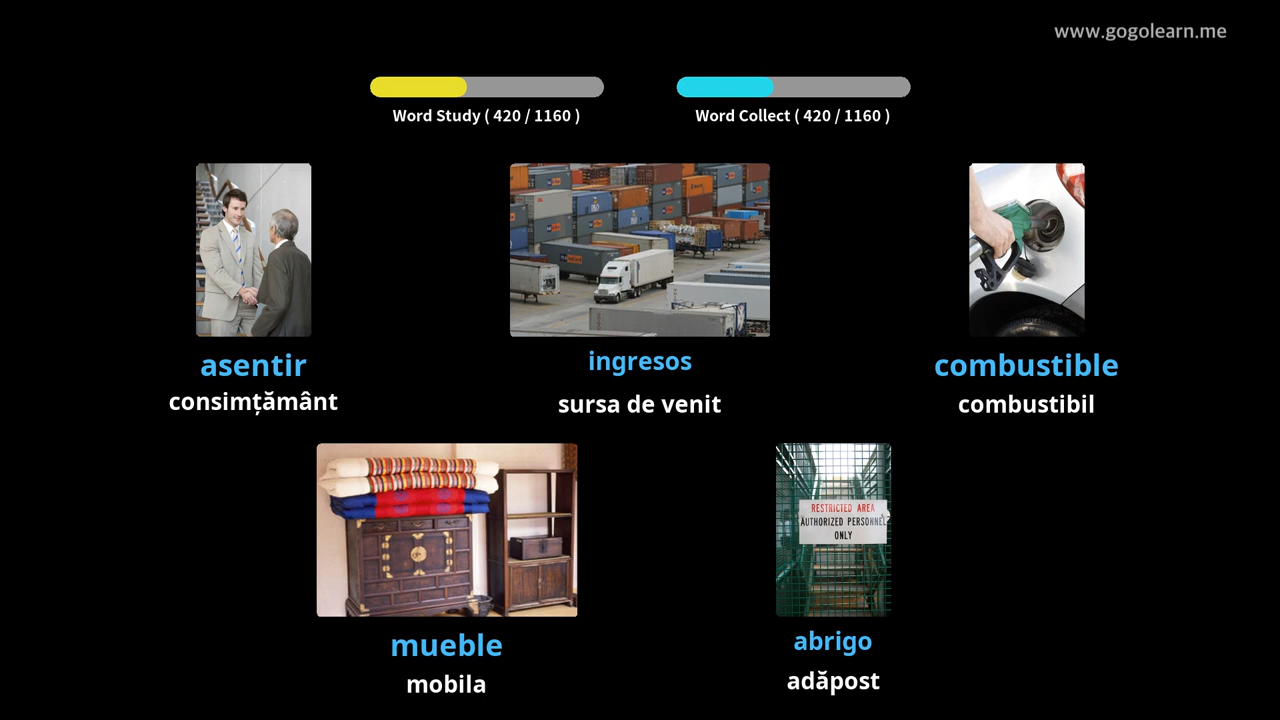 www.gogolearn.me
Word Study ( 420 / 1160 )
Word Collect ( 420 / 1160 )
asentir
consimțământ
ingresos
sursa de venit
combustible
combustibil
mueble
mobila
RESTRICTED AREA
AUTHORIZED PERSONNEL
ONLY
abrigo
adăpost